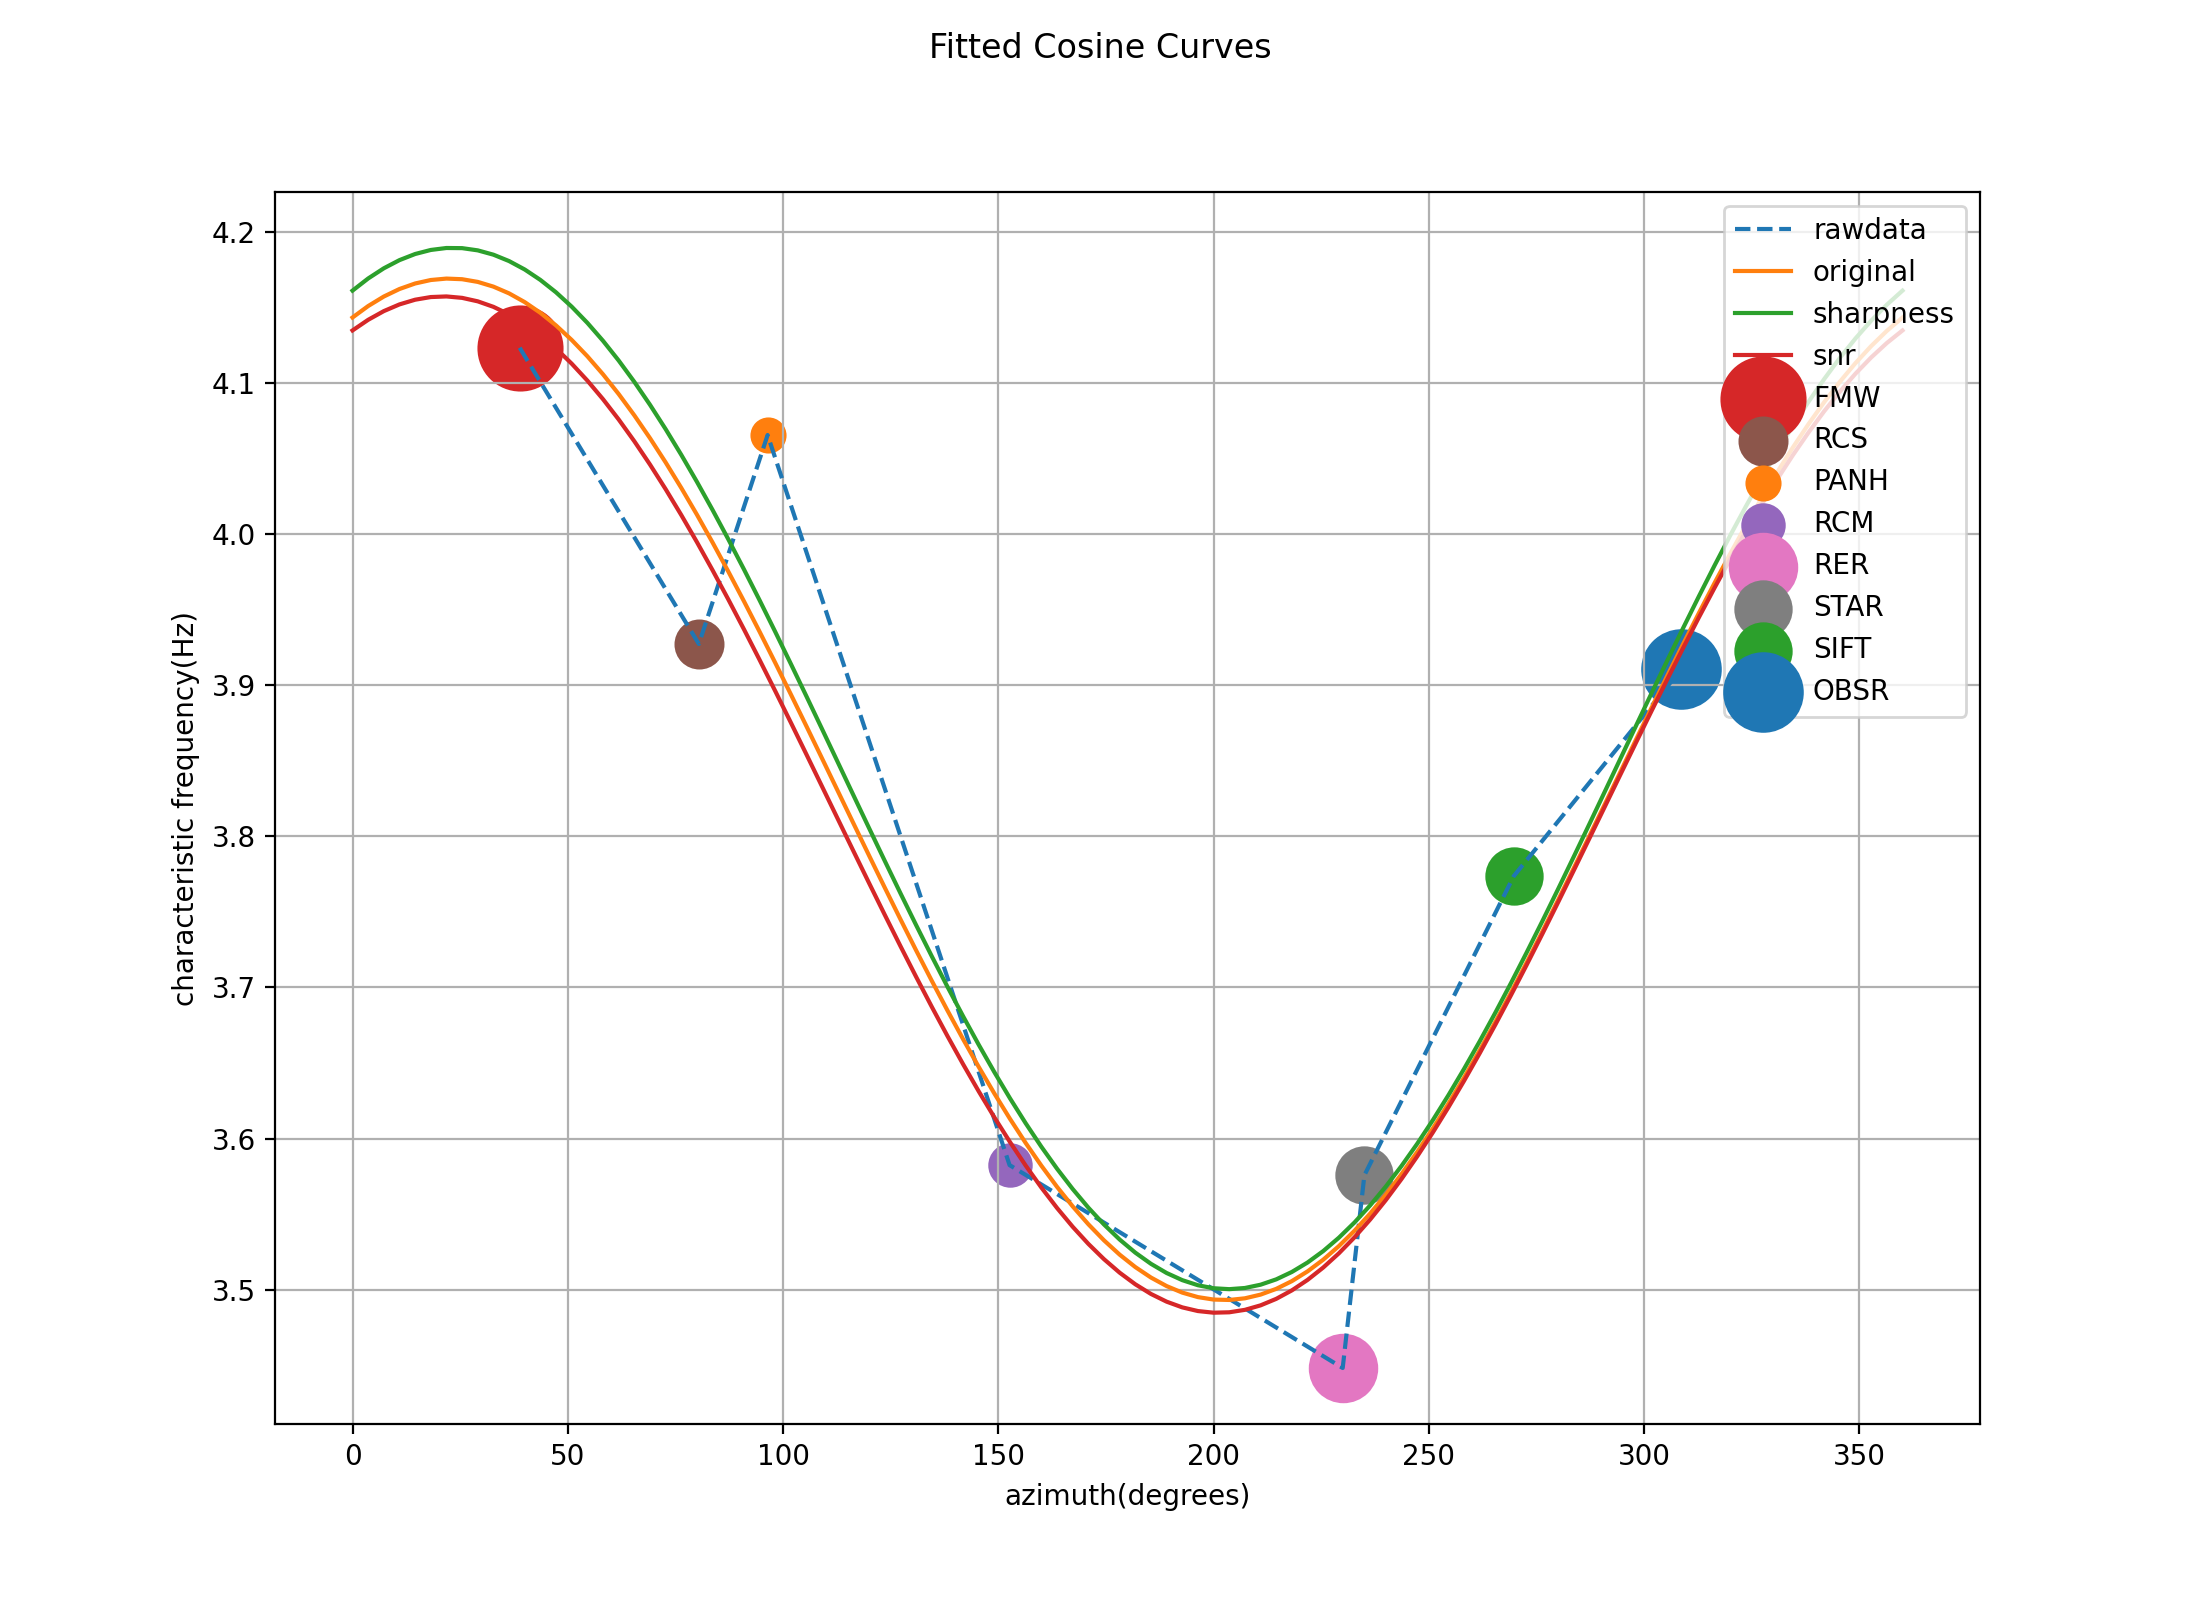 Fitted Cosine Curves
4.2
4.1
4.0
3.9
3.8
3.7
3.6
3.5
characteristic frequency(Hz)
rawdata
original
sharpness
snr
FMW
RCS
PANH
RCM
RER
STAR
SIFT
OBSR
0 50 100 150 200 250 300 350
azimuth(degrees)